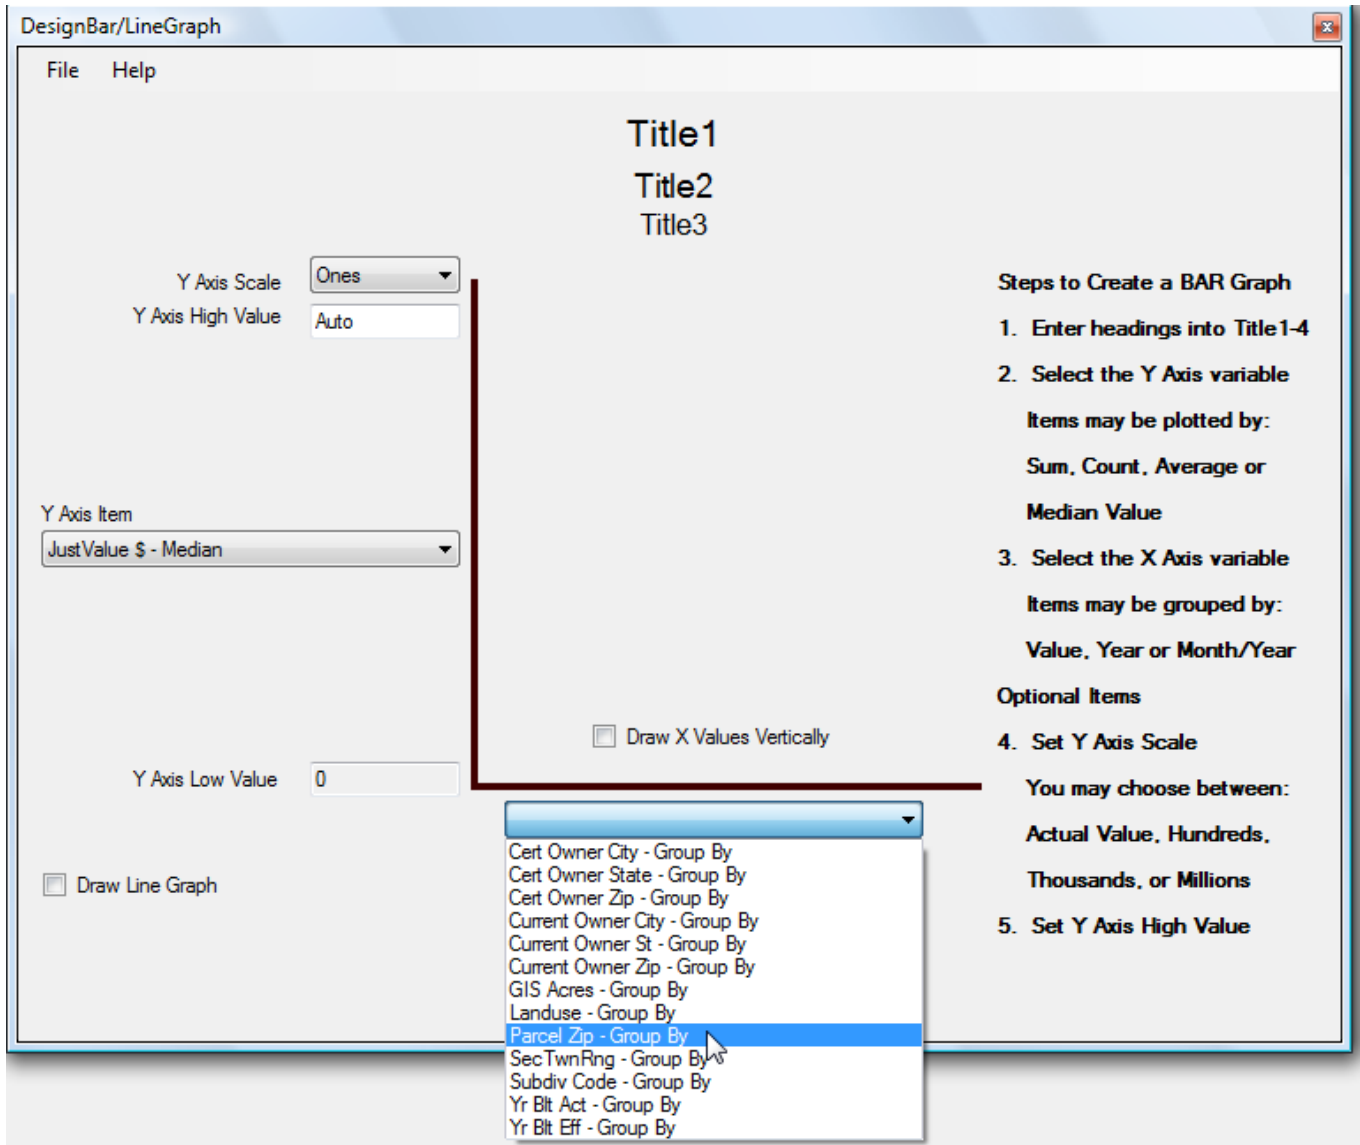 DesignBar/LineGraph
File Help
Title1
Title2
Title3
Y Axis Scale Ones
Y Axis High Value Auto
Y Axis Item
JustValue $ - Median
Draw X Values Vertically
Y Axis Low Value 0
Draw Line Graph
Cert Owner City - Group By
Cert Owner State - Group By
Cert Owner Zip - Group By
Current Owner City - Group By
Current Owner St - Group By
Current Owner Zip - Group By
GIS Acres - Group By
Landuse - Group By
Parcel Zip - Group By
SecTwnRng - Group By
Subdiv Code - Group By
Yr Blt Act - Group By
Yr Blt Eff - Group By
Steps to Create a BAR Graph
1. Enter headings into Title1-4
2. Select the Y Axis variable
Items may be plotted by:
Sum, Count, Average or
Median Value
3. Select the X Axis variable
Items may be grouped by:
Value, Year or Month/Year
Optional Items
4. Set Y Axis Scale
You may choose between:
Actual Value, Hundreds,
Thousands, or Millions
5. Set Y Axis High Value